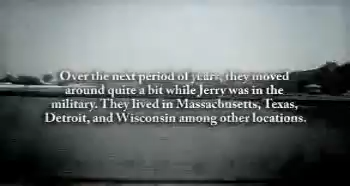 Over the next period of years, they moved
around quite a bit while Jerry was in the
military. They lived in Massachusetts, Texas,
Detroit, and Wisconsin among other locations.